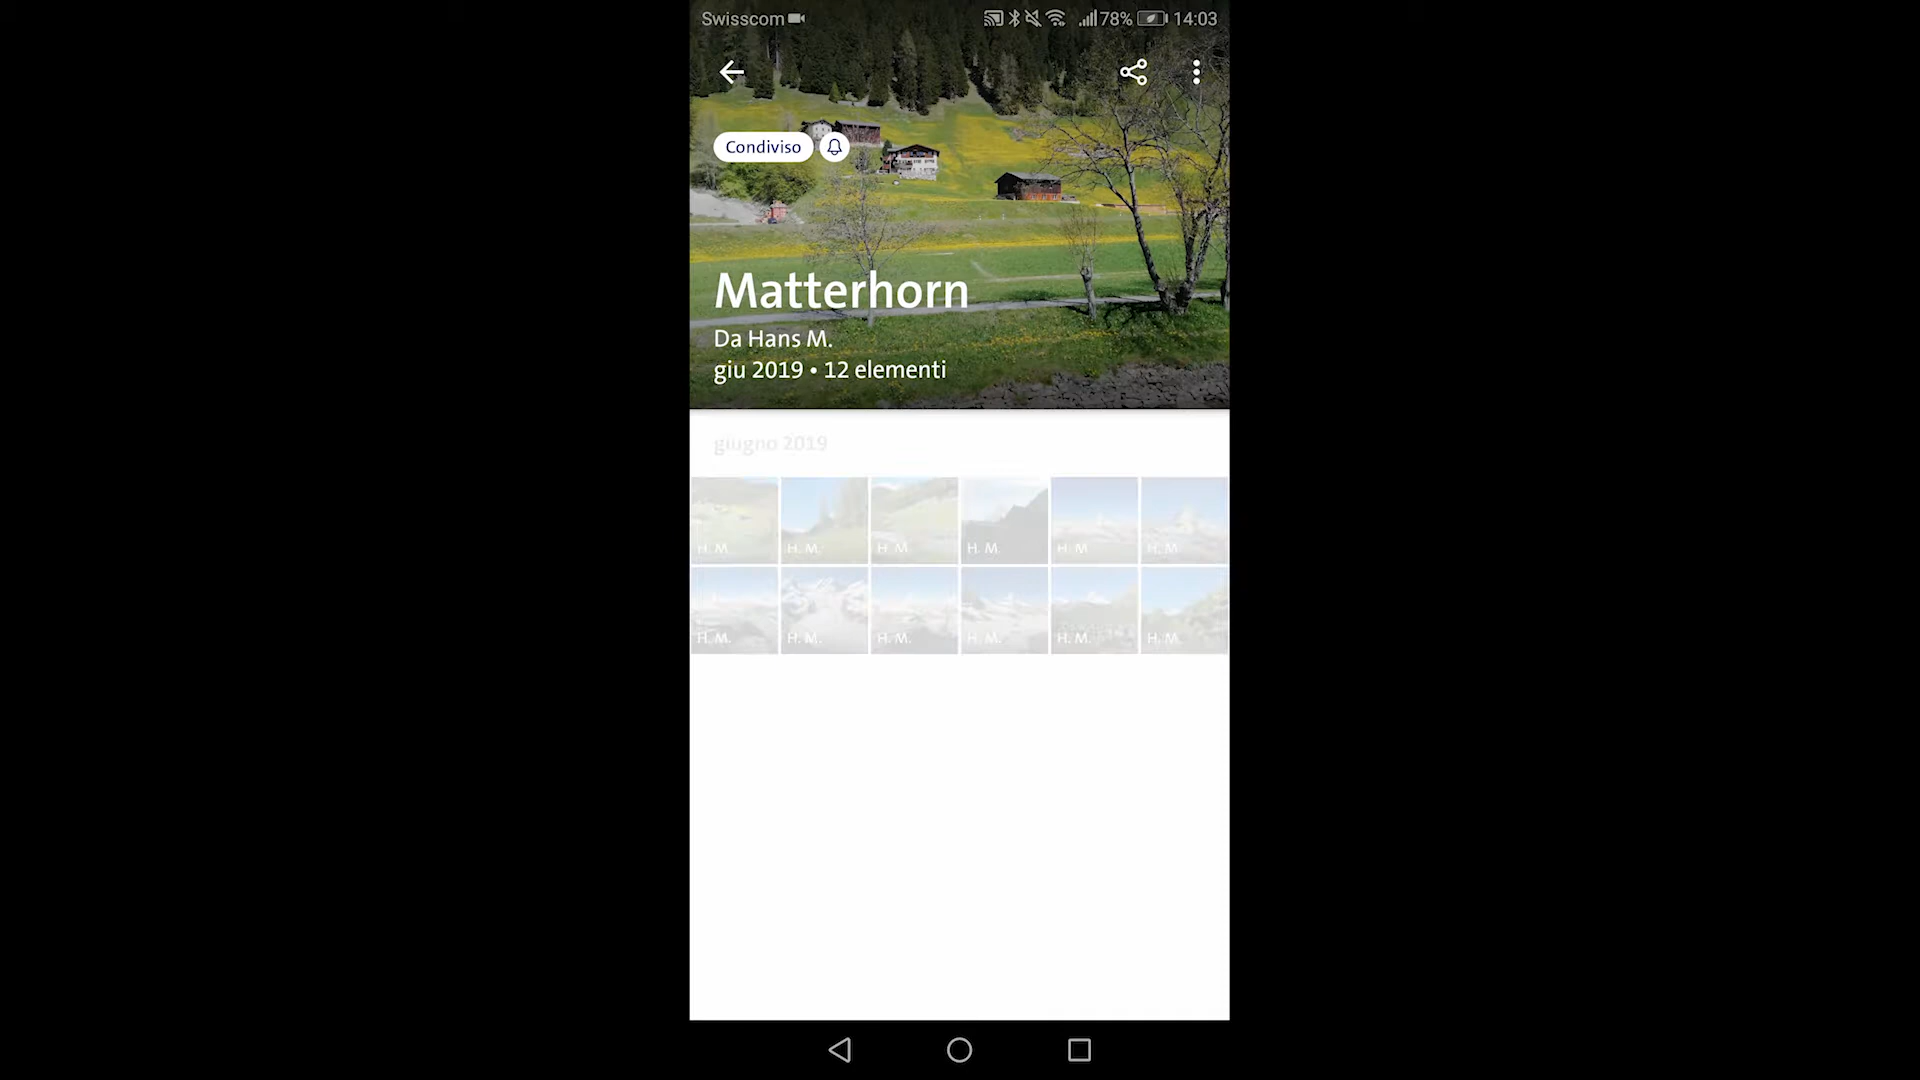 Swisscom 78% 14:03
Condiviso
Matterhorn
Da Hans M.
giu 2019 • 12 elementi
giugno 2019
H. M. H. M. H. M. H. M. H. M. H. M.
H. M. H. M. H. M. H. M. H. M. H. M.